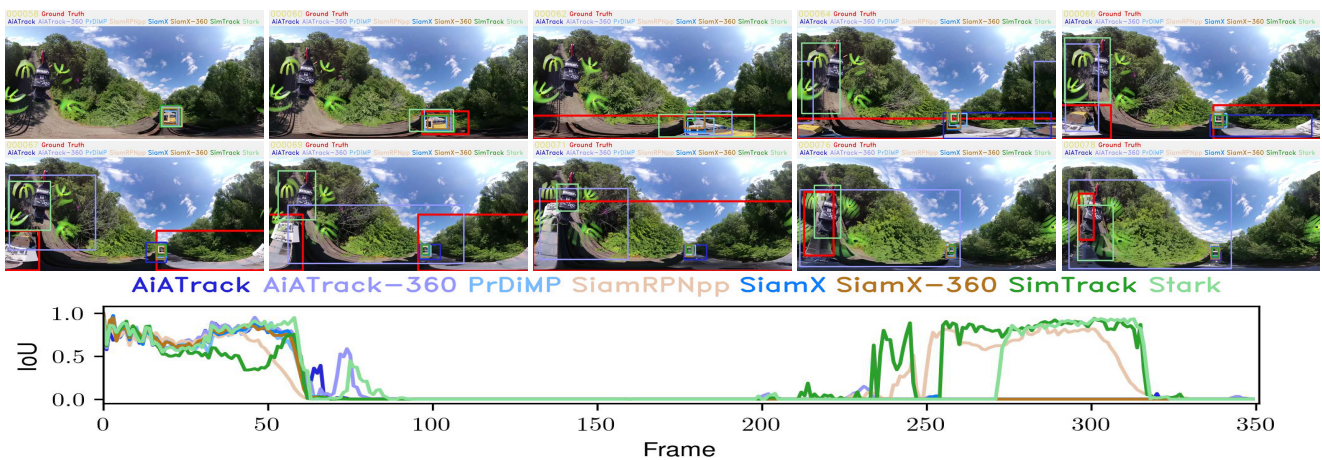 000058 Ground Truth
AiATrack AiATrack-360 PrDiMP SiamRPNpp SiamX SiamX-360 SimTrack Stark
000060 Ground Truth
AiATrack AiATrack-360 PrDiMP SiamRPNpp SiamX SiamX-360 SimTrack Stark
000062 Ground Truth
AiATrack AiATrack-360 PrDiMP SiamRPNpp SiamX SiamX-360 SimTrack Stark
000064 Ground Truth
AiATrack AiATrack-360 PrDiMP SiamRPNpp SiamX SiamX-360 SimTrack Stark
000066 Ground Truth
AiATrack AiATrack-360 PrDiMP SiamRPNpp SiamX SiamX-360 SimTrack Stark
000067 Ground Truth
AiATrack AiATrack-360 PrDiMP SiamRPNpp SiamX SiamX-360 SimTrack Stark
000069 Ground Truth
AiATrack AiATrack-360 PrDiMP SiamRPNpp SiamX SiamX-360 SimTrack Stark
Ground Truth
AiATrack AiATrack-360 PrDiMP SiamRPNpp SiamX SiamX-360 SimTrack Stark
Ground Truth
AiATrack AiATrack-360 PrDiMP SiamRPNpp SiamX SiamX-360 SimTrack Stark
Ground Truth
AiATrack AiATrack-360 PrDiMP SiamRPNpp SiamX SiamX-360 SimTrack Stark
AiATrack AiATrack-360 PrDiMP SiamRPNpp SiamX SiamX-360 SimTrack Stark
1.0
0.5
0.0
IoU
0 50 100 150 200 250 300 350
Frame